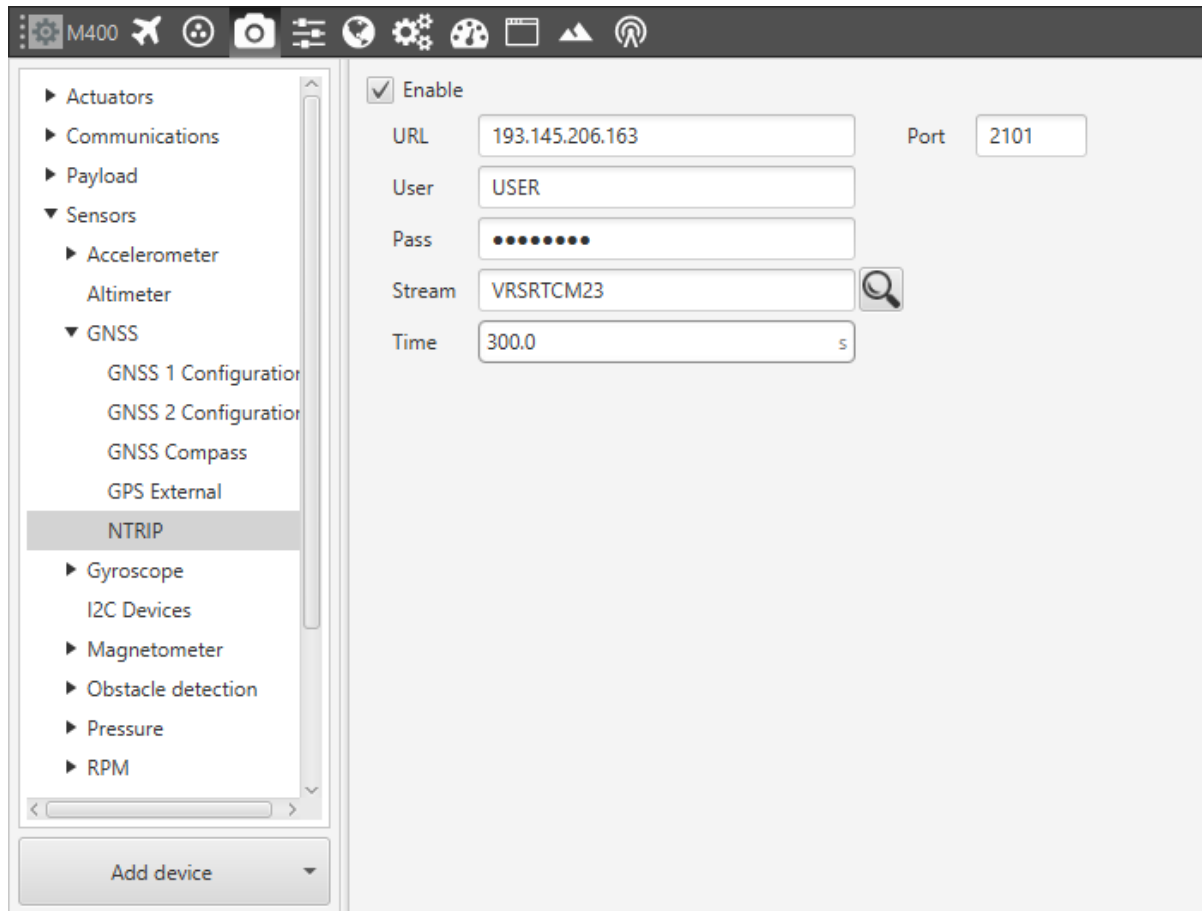 M400
Actuators
Communications
Payload
Sensors
Accelerometer
Altimeter
GNSS
GNSS 1 Configuration
GNSS 2 Configuration
GNSS Compass
GPS External
NTRIP
Gyroscope
I2C Devices
Magnetometer
Obstacle detection
Pressure
RPM
Add device
Enable
URL 193.145.206.163 Port 2101
User USER
Pass ●●●●●●●●
Stream VRSRTCM23
Time 300.0 s